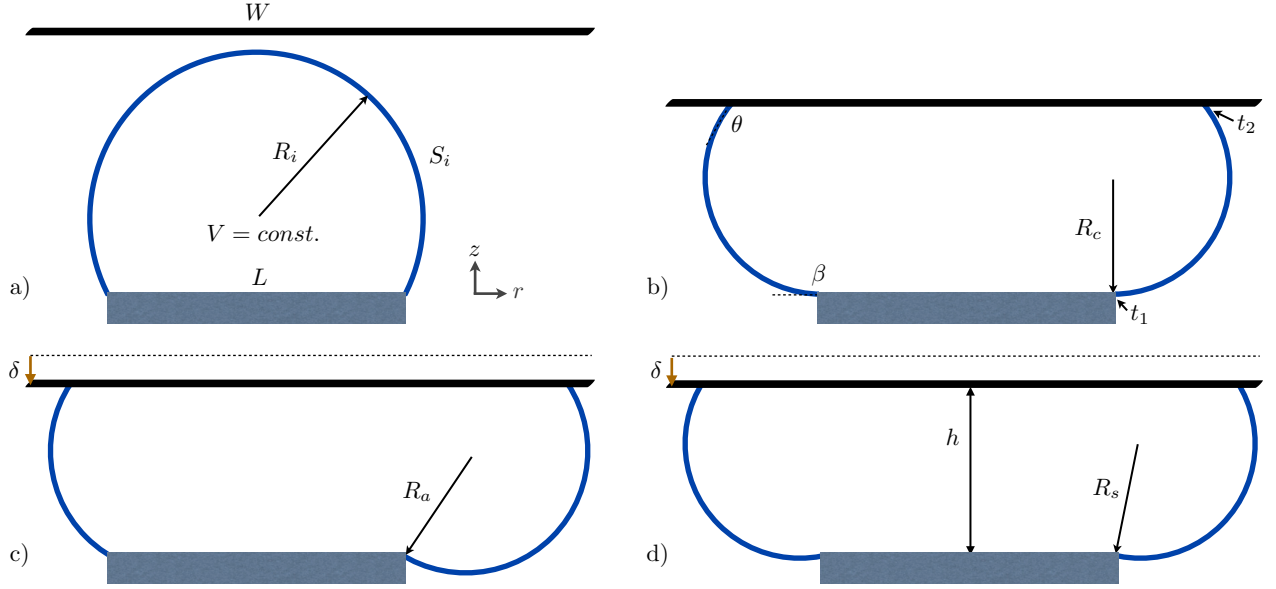 W
R_i
S_i
V = const.
z
L
r
a)
θ
t_2
R_c
β
b)
t_1
δ
R_a
c)
δ
h
R_s
d)